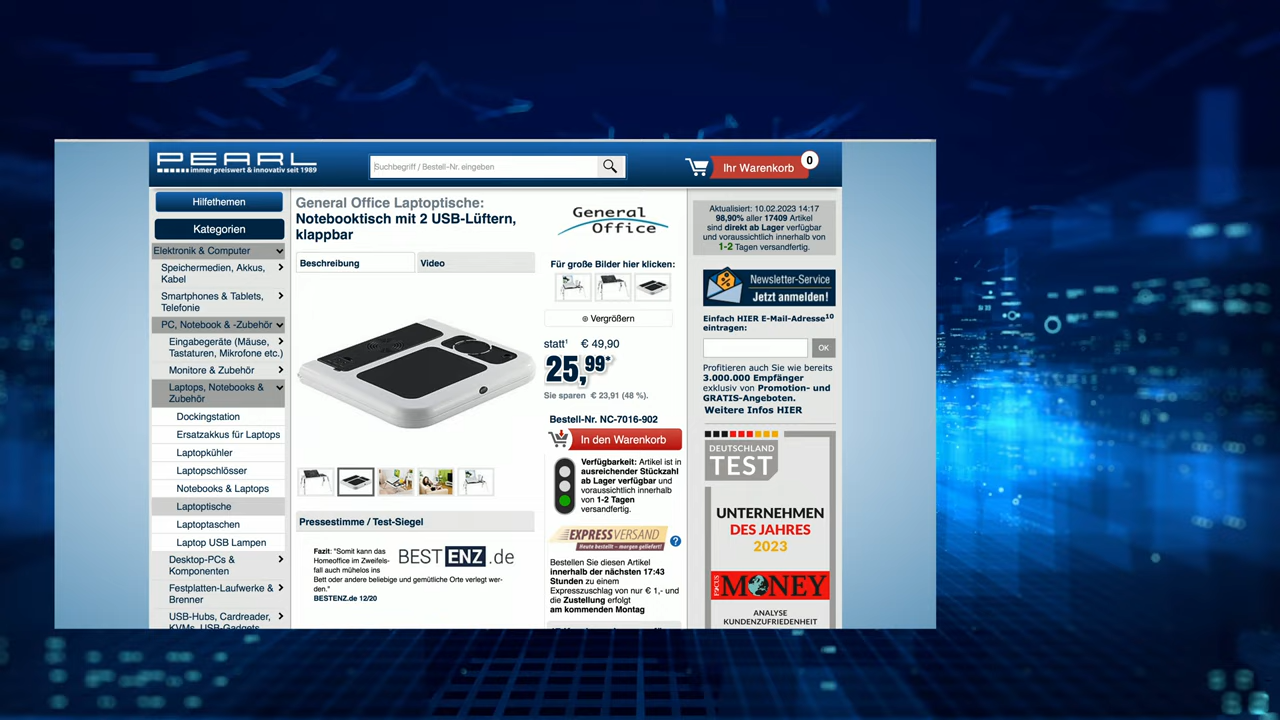 PEARL
immer preiswert & innovativ seit 1989
Suchbegriff / Bestell-Nr. eingeben
Ihr Warenkorb
0
Hilfethemen
Kategorien
Elektronik & Computer
Speichermedien, Akkus,
Kabel
Smartphones & Tablets,
Telefonie
PC, Notebook & -Zubehör
Eingabegeräte (Mäuse,
Tastaturen, Mikrofone etc.)
Monitore & Zubehör
Laptops, Notebooks &
Zubehör
Dockingstation
Ersatzakkus für Laptops
Laptopkühler
Laptopschlösser
Notebooks & Laptops
Laptoptische
Laptoptaschen
Laptop USB Lampen
Desktop-PCs &
Komponenten
Festplatten-Laufwerke &
Brenner
USB-Hubs, Cardreader,
KVMs, USB-Gadgets
General Office Laptoptische:
Notebooktisch mit 2 USB-Lüftern,
klappbar
Beschreibung
Video
Pressestimme / Test-Siegel
Fazit: "Somit kann das
Homeoffice im Zweifels-
fall auch mühelos ins
Bett oder andere beliebige und gemütliche Orte verlegt wer-
den."
BESTENZ.de 12/20
BESTENZ.de
General
Office
Für große Bilder hier klicken:
Vergrößern
statt¹ € 49,90
25,99*
Sie sparen € 23,91 (48 %).
Bestell-Nr. NC-7016-902
In den Warenkorb
Verfügbarkeit: Artikel ist in
ausreichender Stückzahl
ab Lager verfügbar und
voraussichtlich innerhalb
von 1-2 Tagen
versandfertig.
EXPRESSVERSAND
Heute bestellt – morgen geliefert!
?
Bestellen Sie diesen Artikel
innerhalb der nächsten 17:43
Stunden zu einem
Expresszuschlag von nur € 1,- und
die Zustellung erfolgt
am kommenden Montag
Aktualisiert: 10.02.2023 14:17
98,90% aller 17409 Artikel
sind direkt ab Lager verfügbar
und voraussichtlich innerhalb von
1-2 Tagen versandfertig.
Newsletter-Service
Jetzt anmelden!
Einfach HIER E-Mail-Adresse¹⁰
eintragen:
OK
Profitieren auch Sie wie bereits
3.000.000 Empfänger
exklusiv von Promotion- und
GRATIS-Angeboten.
Weitere Infos HIER
DEUTSCHLAND
TEST
UNTERNEHMEN
DES JAHRES
2023
FOCUS
MONEY
ANALYSE
KUNDENZUFRIEDENHEIT